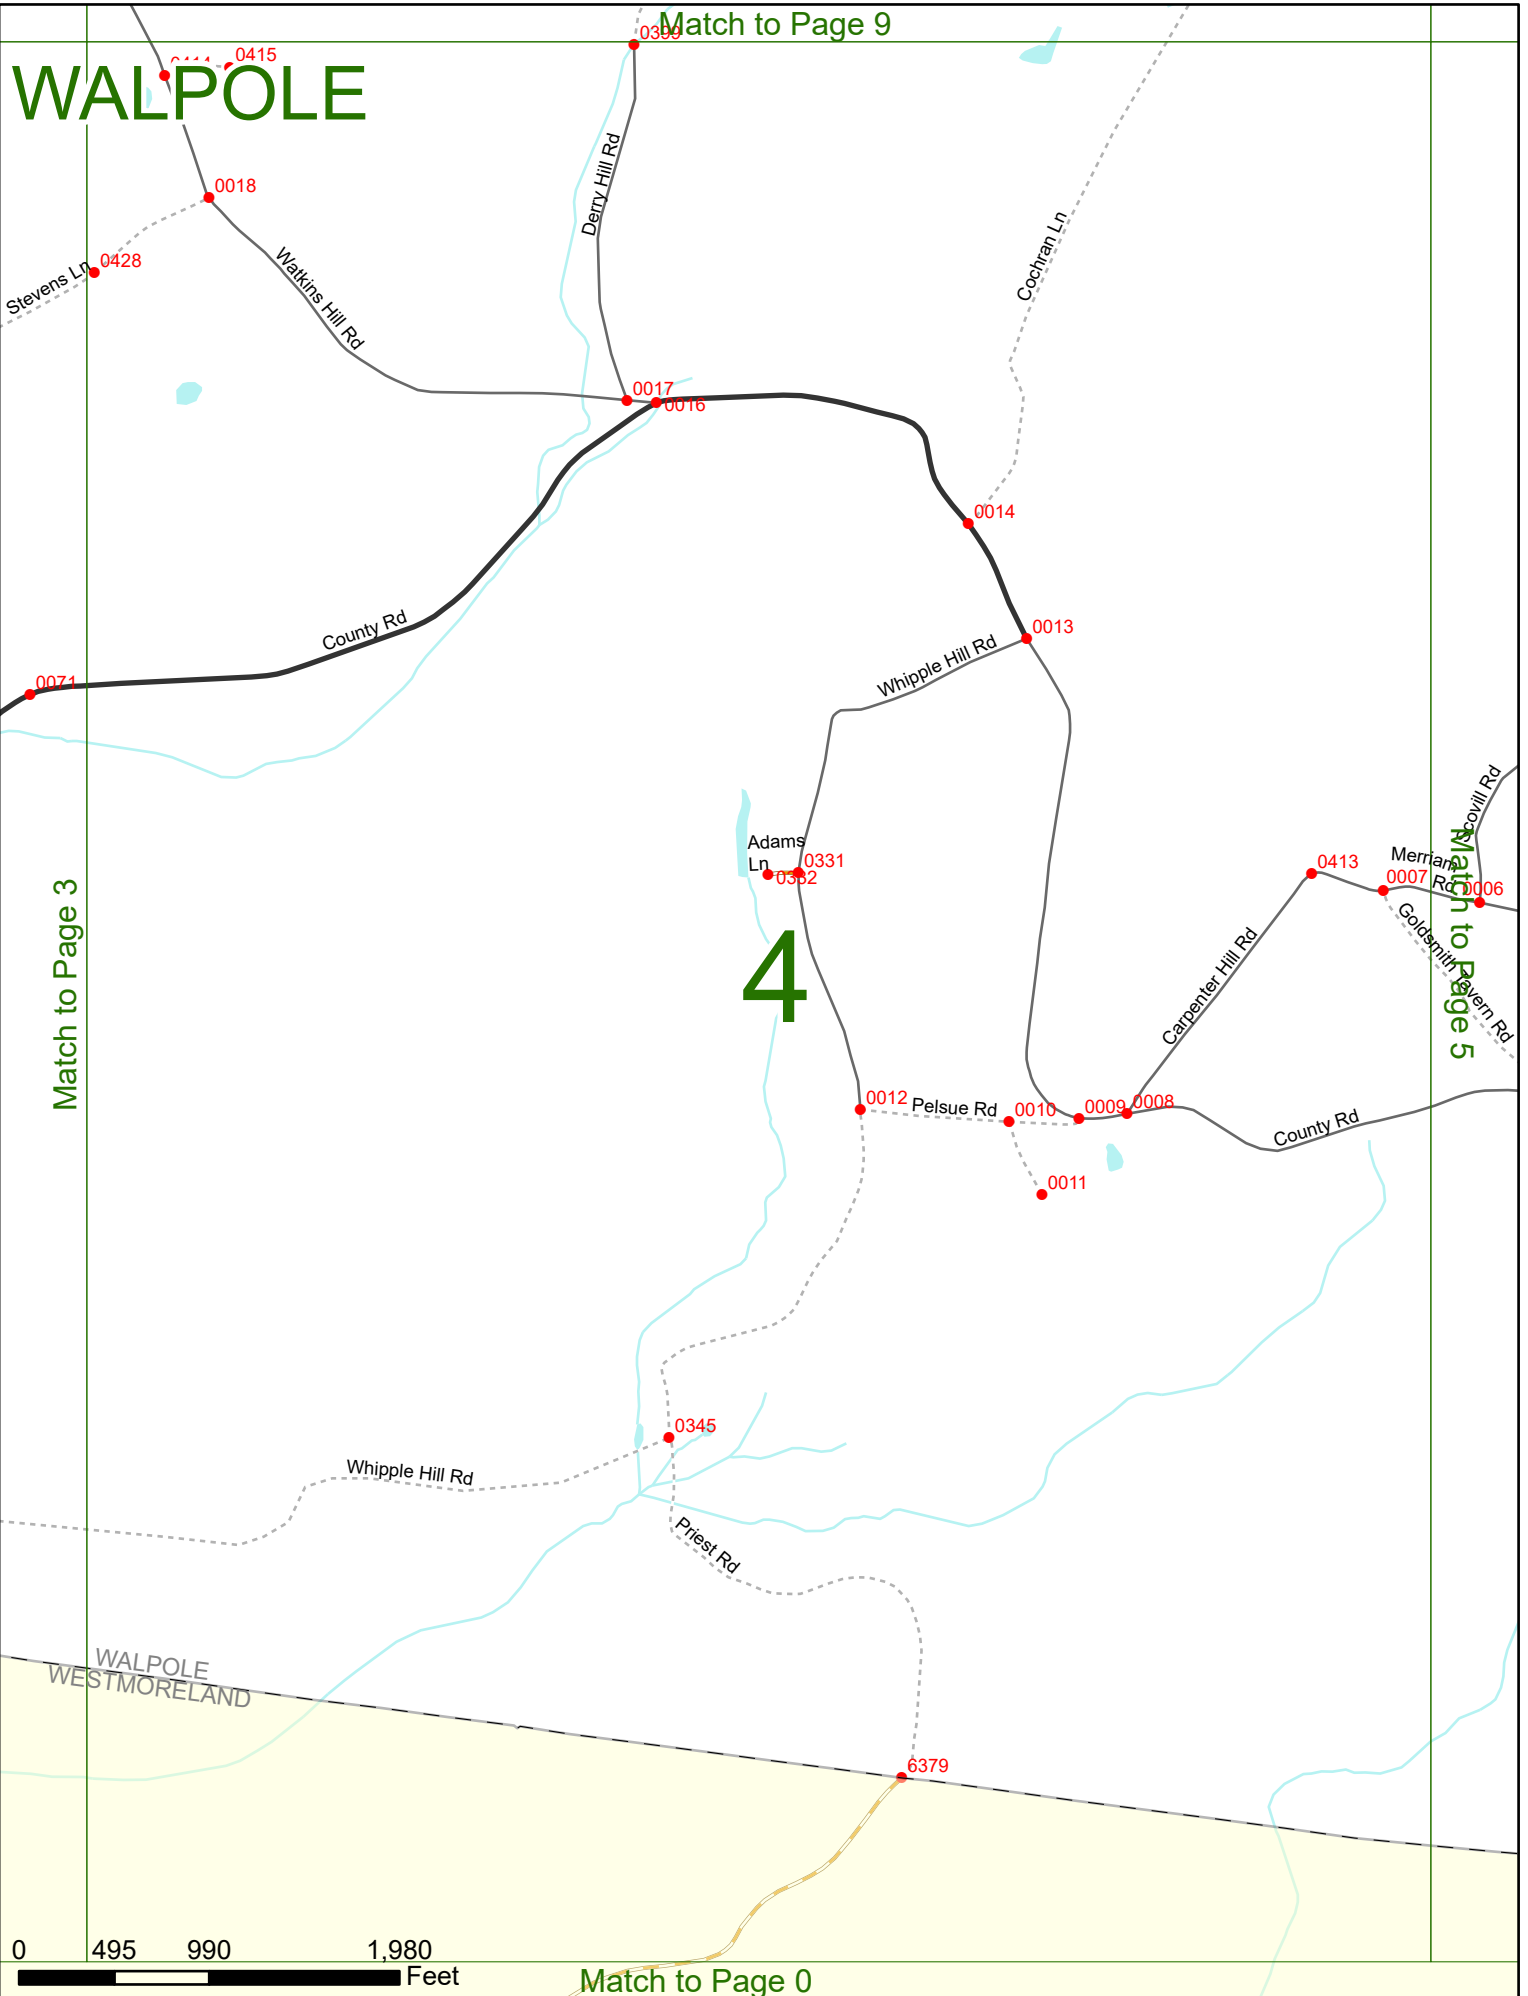 Match to Page 9
0399
0415
WALPOLE
0018
Derry Hill Rd
Cochran Ln
0428
Stevens Ln
Watkins Hill Rd
0017
0016
0014
County Rd
0013
Whipple Hill Rd
0071
Scovill Rd
Adams
Ln
0331
0332
0413
Merriam
Rd
0007
0006
Match to Page 3
4
Match to Page 5
Goldsmith Tavern Rd
Carpenter Hill Rd
0012
Pelsue Rd
0010
0009
0008
County Rd
0011
0345
Whipple Hill Rd
Priest Rd
WALPOLE
WESTMORELAND
6379
0 495 990 1,980
Feet
Match to Page 0